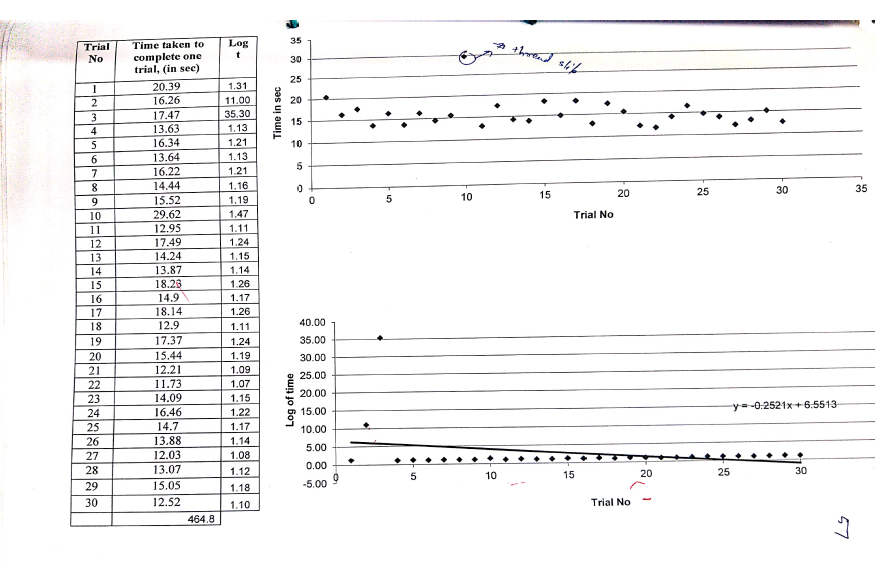 Trial No | Time taken to complete one trial, (in sec) | Log t
1 | 20.39 | 1.31
2 | 16.26 | 11.00
3 | 17.47 | 35.30
4 | 13.63 | 1.13
5 | 16.34 | 1.21
6 | 13.64 | 1.13
7 | 16.22 | 1.21
8 | 14.44 | 1.16
9 | 15.52 | 1.19
10 | 29.62 | 1.47
11 | 12.95 | 1.11
12 | 17.49 | 1.24
13 | 14.24 | 1.15
14 | 13.87 | 1.14
15 | 18.23 | 1.26
16 | 14.9 | 1.17
17 | 18.14 | 1.26
18 | 12.9 | 1.11
19 | 17.37 | 1.24
20 | 15.44 | 1.19
21 | 12.21 | 1.09
22 | 11.73 | 1.07
23 | 14.09 | 1.15
24 | 16.46 | 1.22
25 | 14.7 | 1.17
26 | 13.88 | 1.14
27 | 12.03 | 1.08
28 | 13.07 | 1.12
29 | 15.05 | 1.18
30 | 12.52 | 1.10
464.8
35
30
25
20
15
10
5
0
Time in sec
thread slip
0 5 10 15 20 25 30 35
Trial No
40.00
35.00
30.00
25.00
20.00
15.00
10.00
5.00
0.00
-5.00
Log of time
y = -0.2521x + 6.5513
0 5 10 15 20 25 30
Trial No